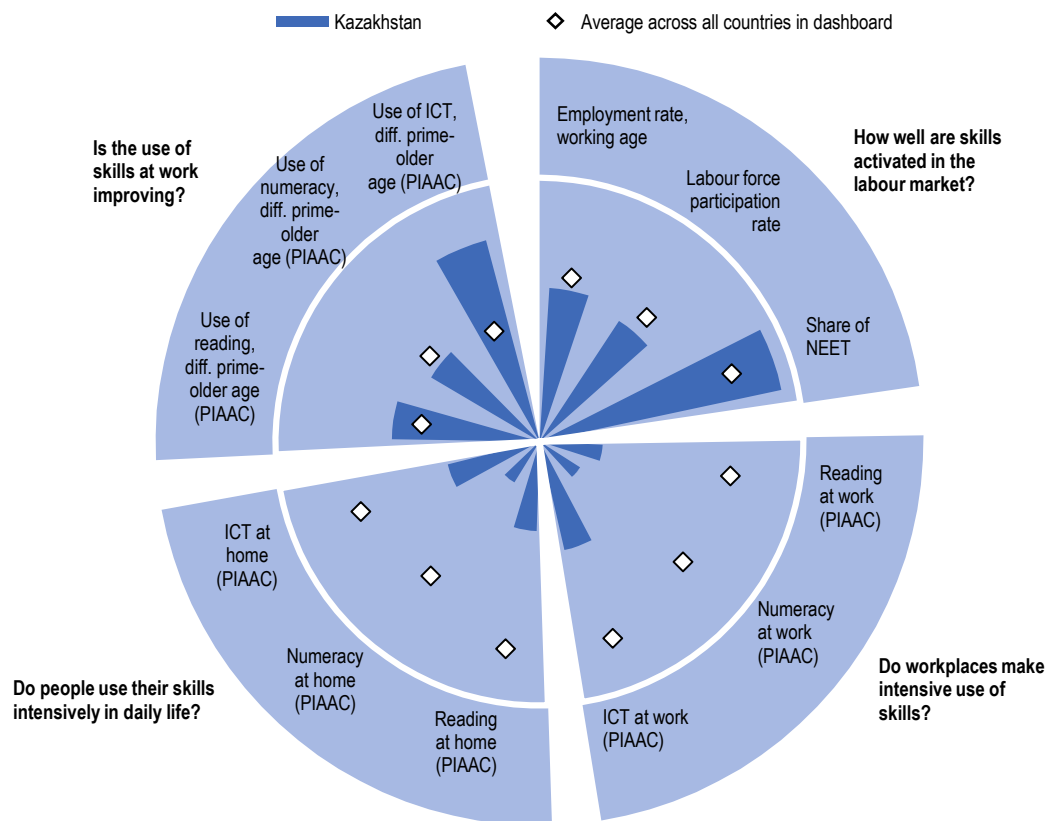 Kazakhstan
Average across all countries in dashboard
Is the use of
skills at work
improving?
Use of ICT,
diff. prime-
older
age (PIAAC)
Use of
numeracy,
diff. prime-
older
age (PIAAC)
Use of
reading,
diff. prime-
older age
(PIAAC)
Employment rate,
working age
Labour force
participation
rate
Share of
NEET
How well are skills
activated in the
labour market?
Reading
at work
(PIAAC)
Numeracy
at work
(PIAAC)
ICT at work
(PIAAC)
Do workplaces make
intensive use of
skills?
ICT at
home
(PIAAC)
Numeracy
at home
(PIAAC)
Reading
at home
(PIAAC)
Do people use their skills
intensively in daily life?